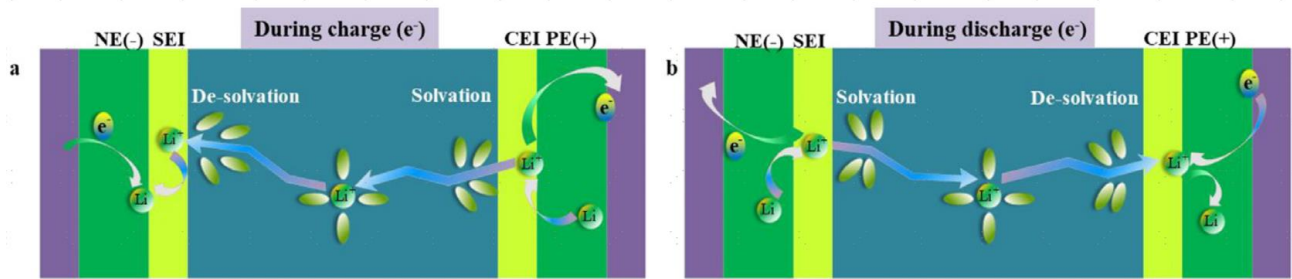 During charge (e⁻)
NE(-) SEI
CEI PE(+)
a
De-solvation
Solvation
e⁻
Li⁺
Li
Li⁺
Li⁺
Li
e⁻
During discharge (e⁻)
NE(-) SEI
CEI PE(+)
b
Solvation
De-solvation
e⁻
Li⁺
Li
Li⁺
Li⁺
Li
e⁻